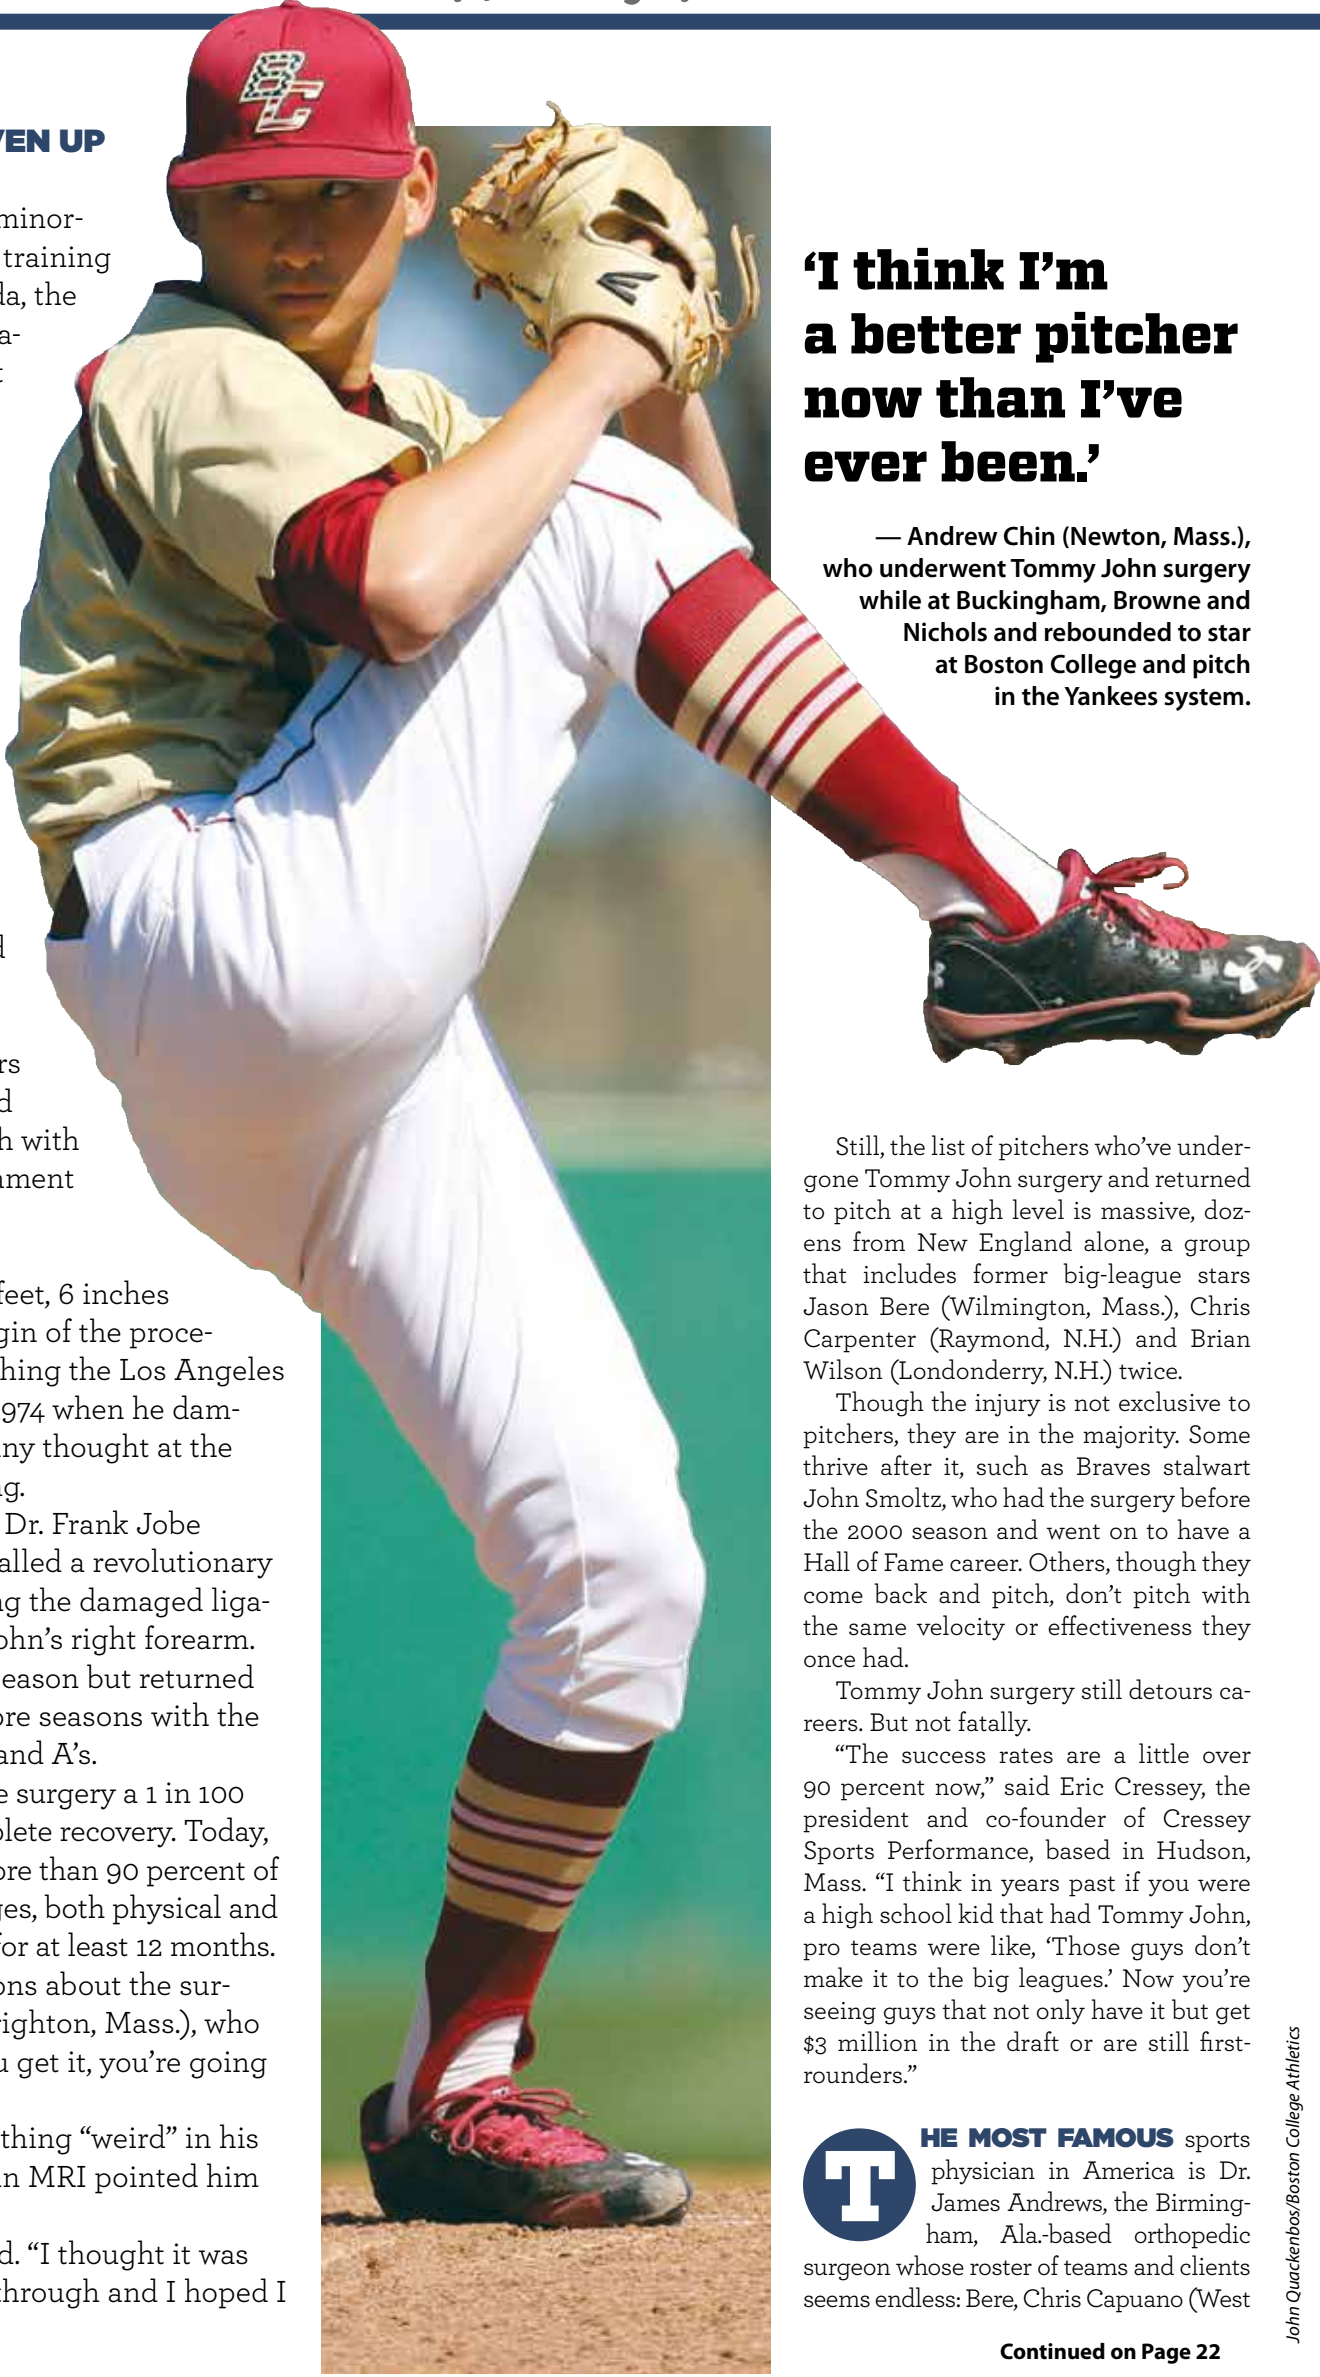 VEN UP
minor-
training
da, the
a-
t
d
rs
d
h with
ament
feet, 6 inches
gin of the proce-
hing the Los Angeles
974 when he dam-
any thought at the
ng.
Dr. Frank Jobe
alled a revolutionary
ng the damaged liga-
ohn’s right forearm.
eason but returned
ore seasons with the
and A’s.
e surgery a 1 in 100
plete recovery. Today,
ore than 90 percent of
ges, both physical and
for at least 12 months.
ons about the sur-
righton, Mass.), who
u get it, you’re going
thing “weird” in his
an MRI pointed him
d. “I thought it was
through and I hoped I
BC
‘I think I’m
a better pitcher
now than I’ve
ever been.’
— Andrew Chin (Newton, Mass.),
who underwent Tommy John surgery
while at Buckingham, Browne and
Nichols and rebounded to star
at Boston College and pitch
in the Yankees system.
Still, the list of pitchers who’ve under-
gone Tommy John surgery and returned
to pitch at a high level is massive, doz-
ens from New England alone, a group
that includes former big-league stars
Jason Bere (Wilmington, Mass.), Chris
Carpenter (Raymond, N.H.) and Brian
Wilson (Londonderry, N.H.) twice.
Though the injury is not exclusive to
pitchers, they are in the majority. Some
thrive after it, such as Braves stalwart
John Smoltz, who had the surgery before
the 2000 season and went on to have a
Hall of Fame career. Others, though they
come back and pitch, don’t pitch with
the same velocity or effectiveness they
once had.
Tommy John surgery still detours ca-
reers. But not fatally.
“The success rates are a little over
90 percent now,” said Eric Cressey, the
president and co-founder of Cressey
Sports Performance, based in Hudson,
Mass. “I think in years past if you were
a high school kid that had Tommy John,
pro teams were like, ‘Those guys don’t
make it to the big leagues.’ Now you’re
seeing guys that not only have it but get
$3 million in the draft or are still first-
rounders.”
THE MOST FAMOUS sports
physician in America is Dr.
James Andrews, the Birming-
ham, Ala.-based orthopedic
surgeon whose roster of teams and clients
seems endless: Bere, Chris Capuano (West
Continued on Page 22
John Quackenbos/Boston College Athletics